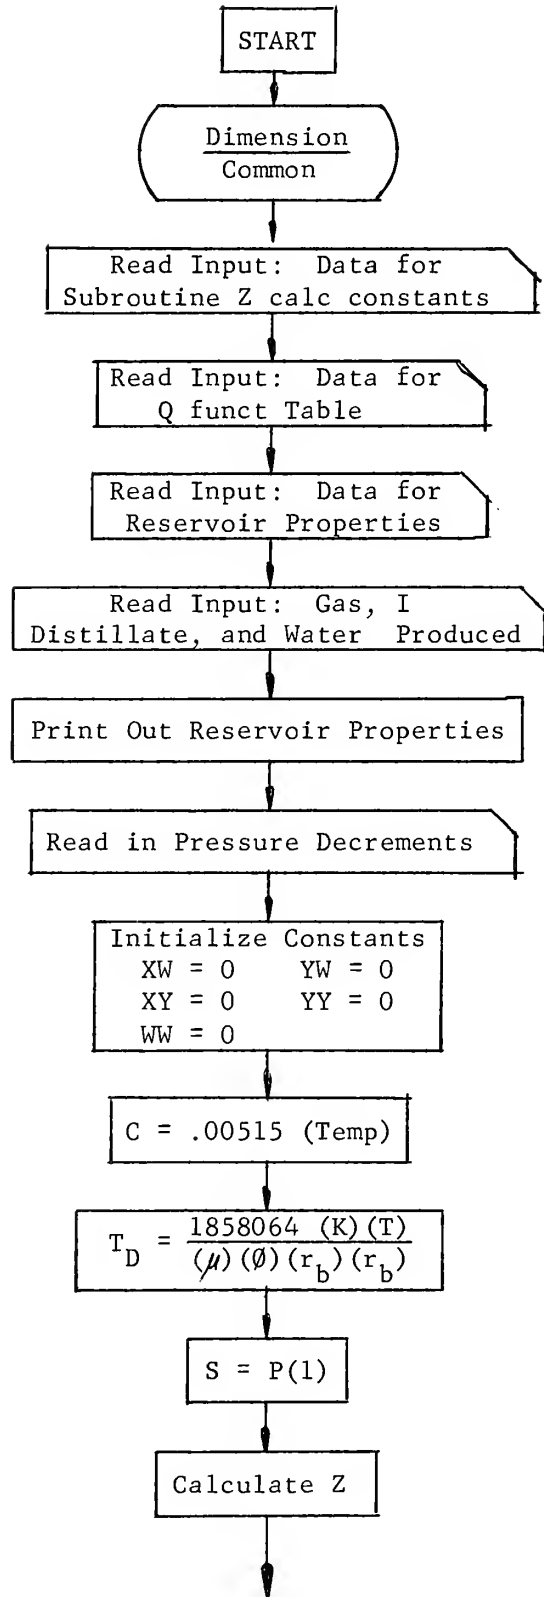 START
Dimension
Common
Read Input: Data for
Subroutine Z calc constants
Read Input: Data for
Q funct Table
Read Input: Data for
Reservoir Properties
Read Input: Gas, I
Distillate, and Water Produced
Print Out Reservoir Properties
Read in Pressure Decrements
Initialize Constants
XW = 0 YW = 0
XY = 0 YY = 0
WW = 0
C = .00515 (Temp)
T_D = 1858064 (K)(T)
(μ)(Ø)(r_b)(r_b)
S = P(1)
Calculate Z